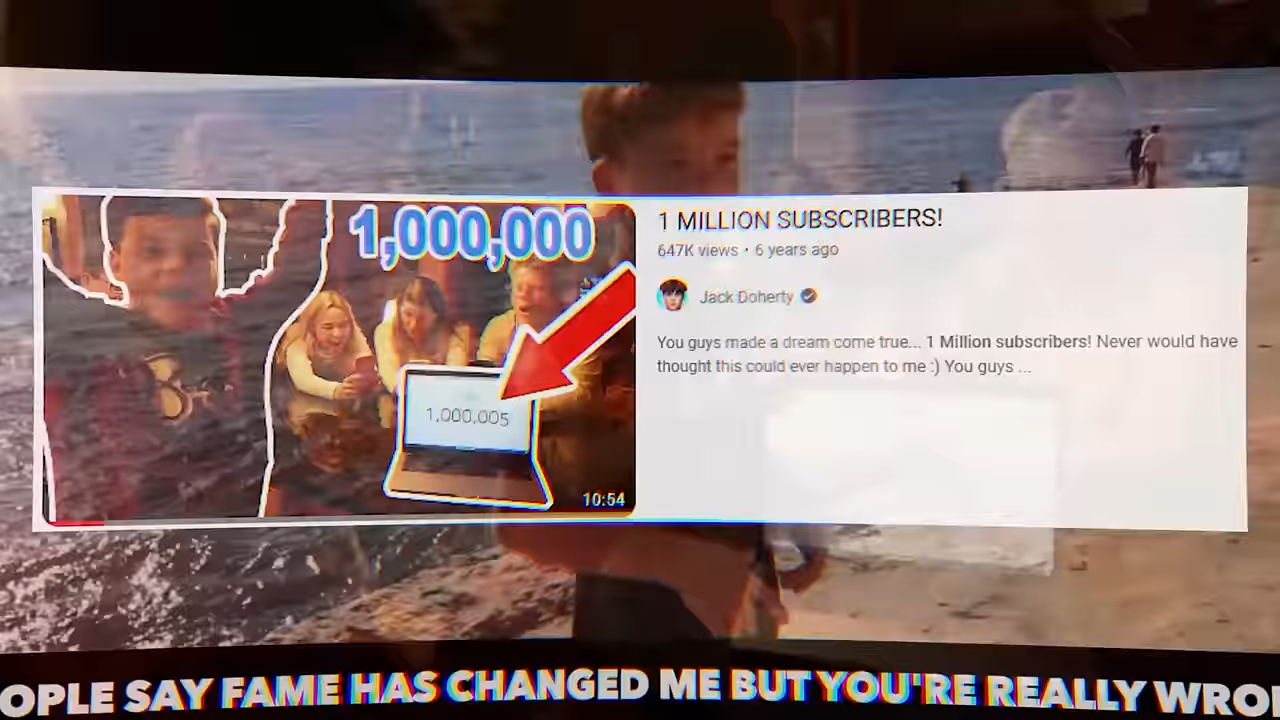 1,000,000
1,000,005
10:54
1 MILLION SUBSCRIBERS!
647K views • 6 years ago
Jack Doherty
You guys made a dream come true... 1 Million subscribers! Never would have
thought this could ever happen to me :) You guys ...
OPLE SAY FAME HAS CHANGED ME BUT YOU'RE REALLY WRO